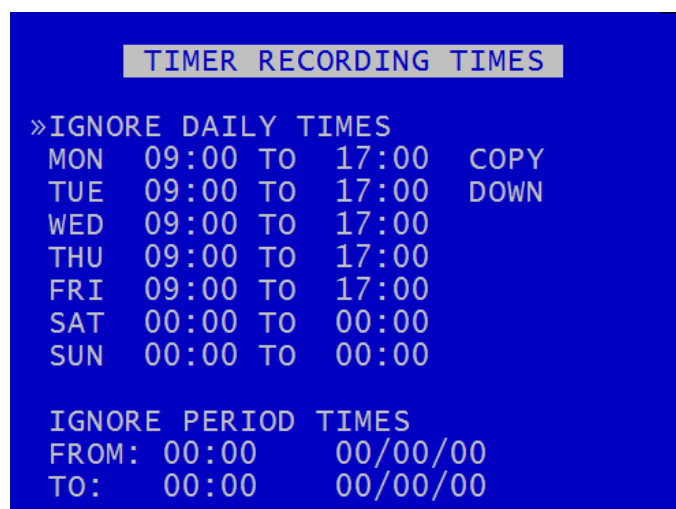 TIMER RECORDING TIMES
»IGNORE DAILY TIMES
MON 09:00 TO 17:00 COPY
TUE 09:00 TO 17:00 DOWN
WED 09:00 TO 17:00
THU 09:00 TO 17:00
FRI 09:00 TO 17:00
SAT 00:00 TO 00:00
SUN 00:00 TO 00:00
IGNORE PERIOD TIMES
FROM: 00:00 00/00/00
TO: 00:00 00/00/00